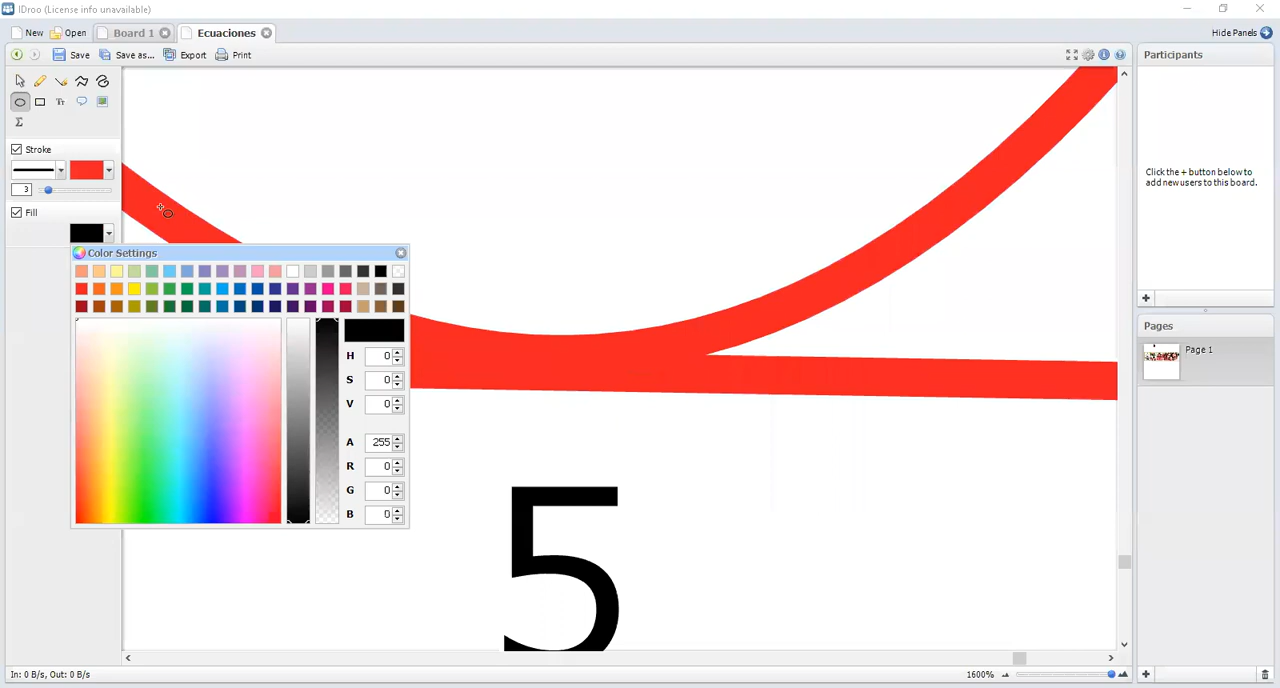 IDroo (License info unavailable)
New Open Board 1 Ecuaciones Hide Panels
Save Save as... Export Print
Participants
Tr
Σ
Stroke
3
Fill
Click the + button below to
add new users to this board.
Color Settings
H 0
S 0
V 0
A 255
R 0
G 0
B 0
Pages
Page 1
5
In: 0 B/s, Out: 0 B/s
1600%